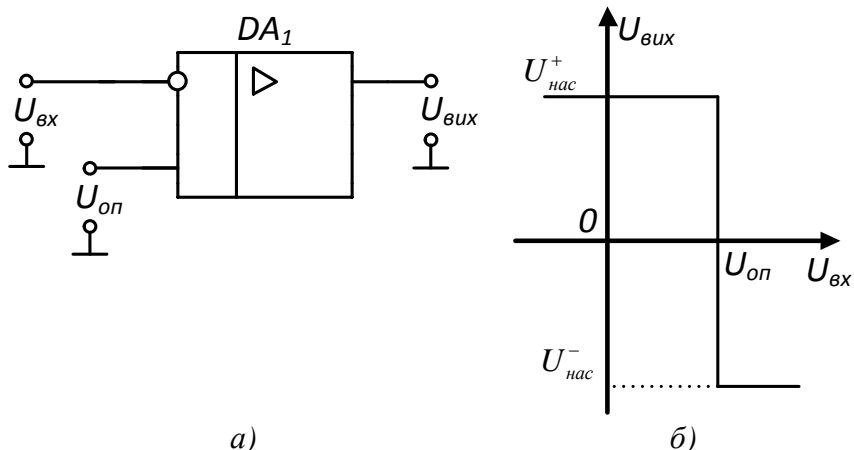 DA₁
Uвх
Uвих
Uоп
а)
Uвих
U⁺нас
0
Uоп
Uвх
U⁻нас
б)